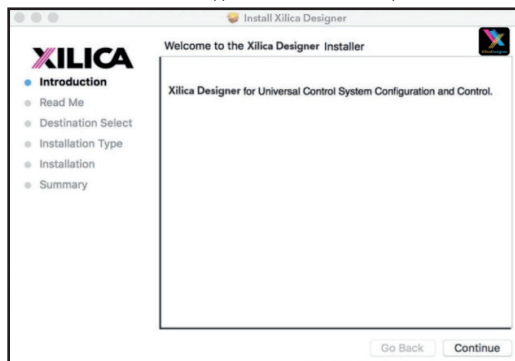 Install Xilica Designer
XILICA
Welcome to the Xilica Designer Installer
Introduction
Read Me
Destination Select
Installation Type
Installation
Summary
Xilica Designer for Universal Control System Configuration and Control.
Go Back
Continue